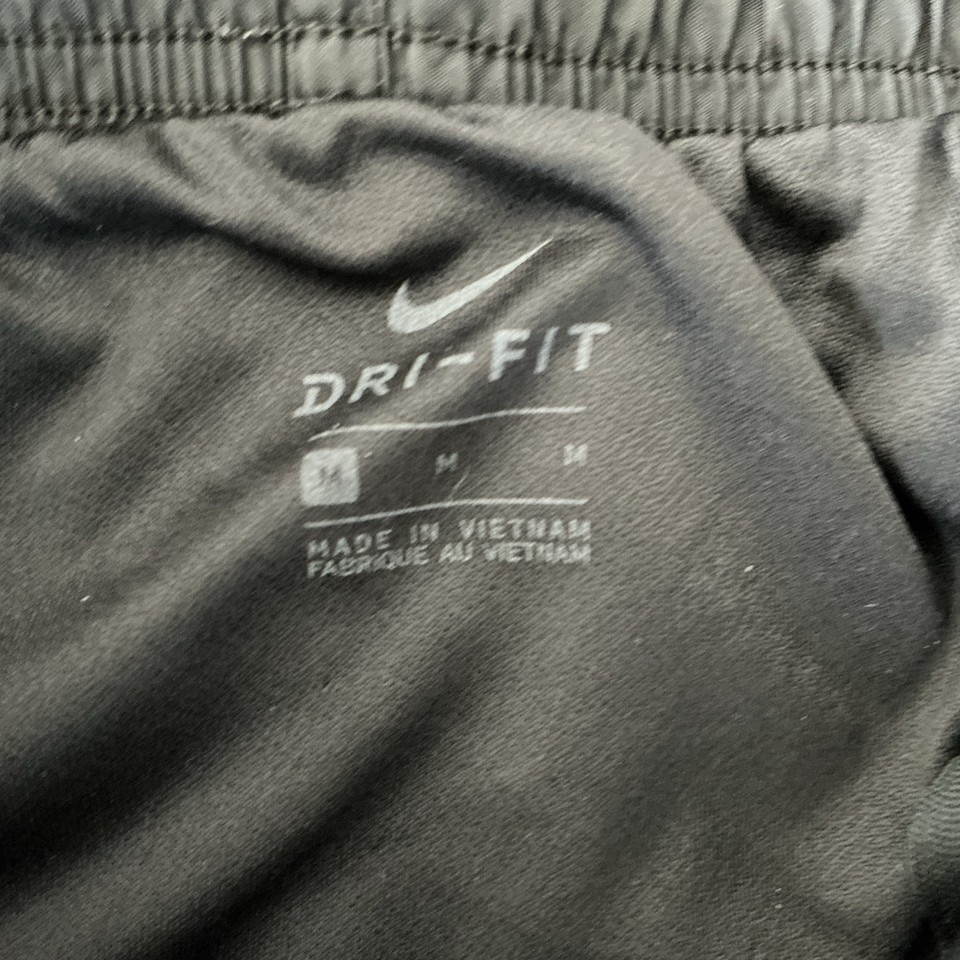 DRI-FIT
M M M
MADE IN VIETNAM
FABRIQUE AU VIETNAM